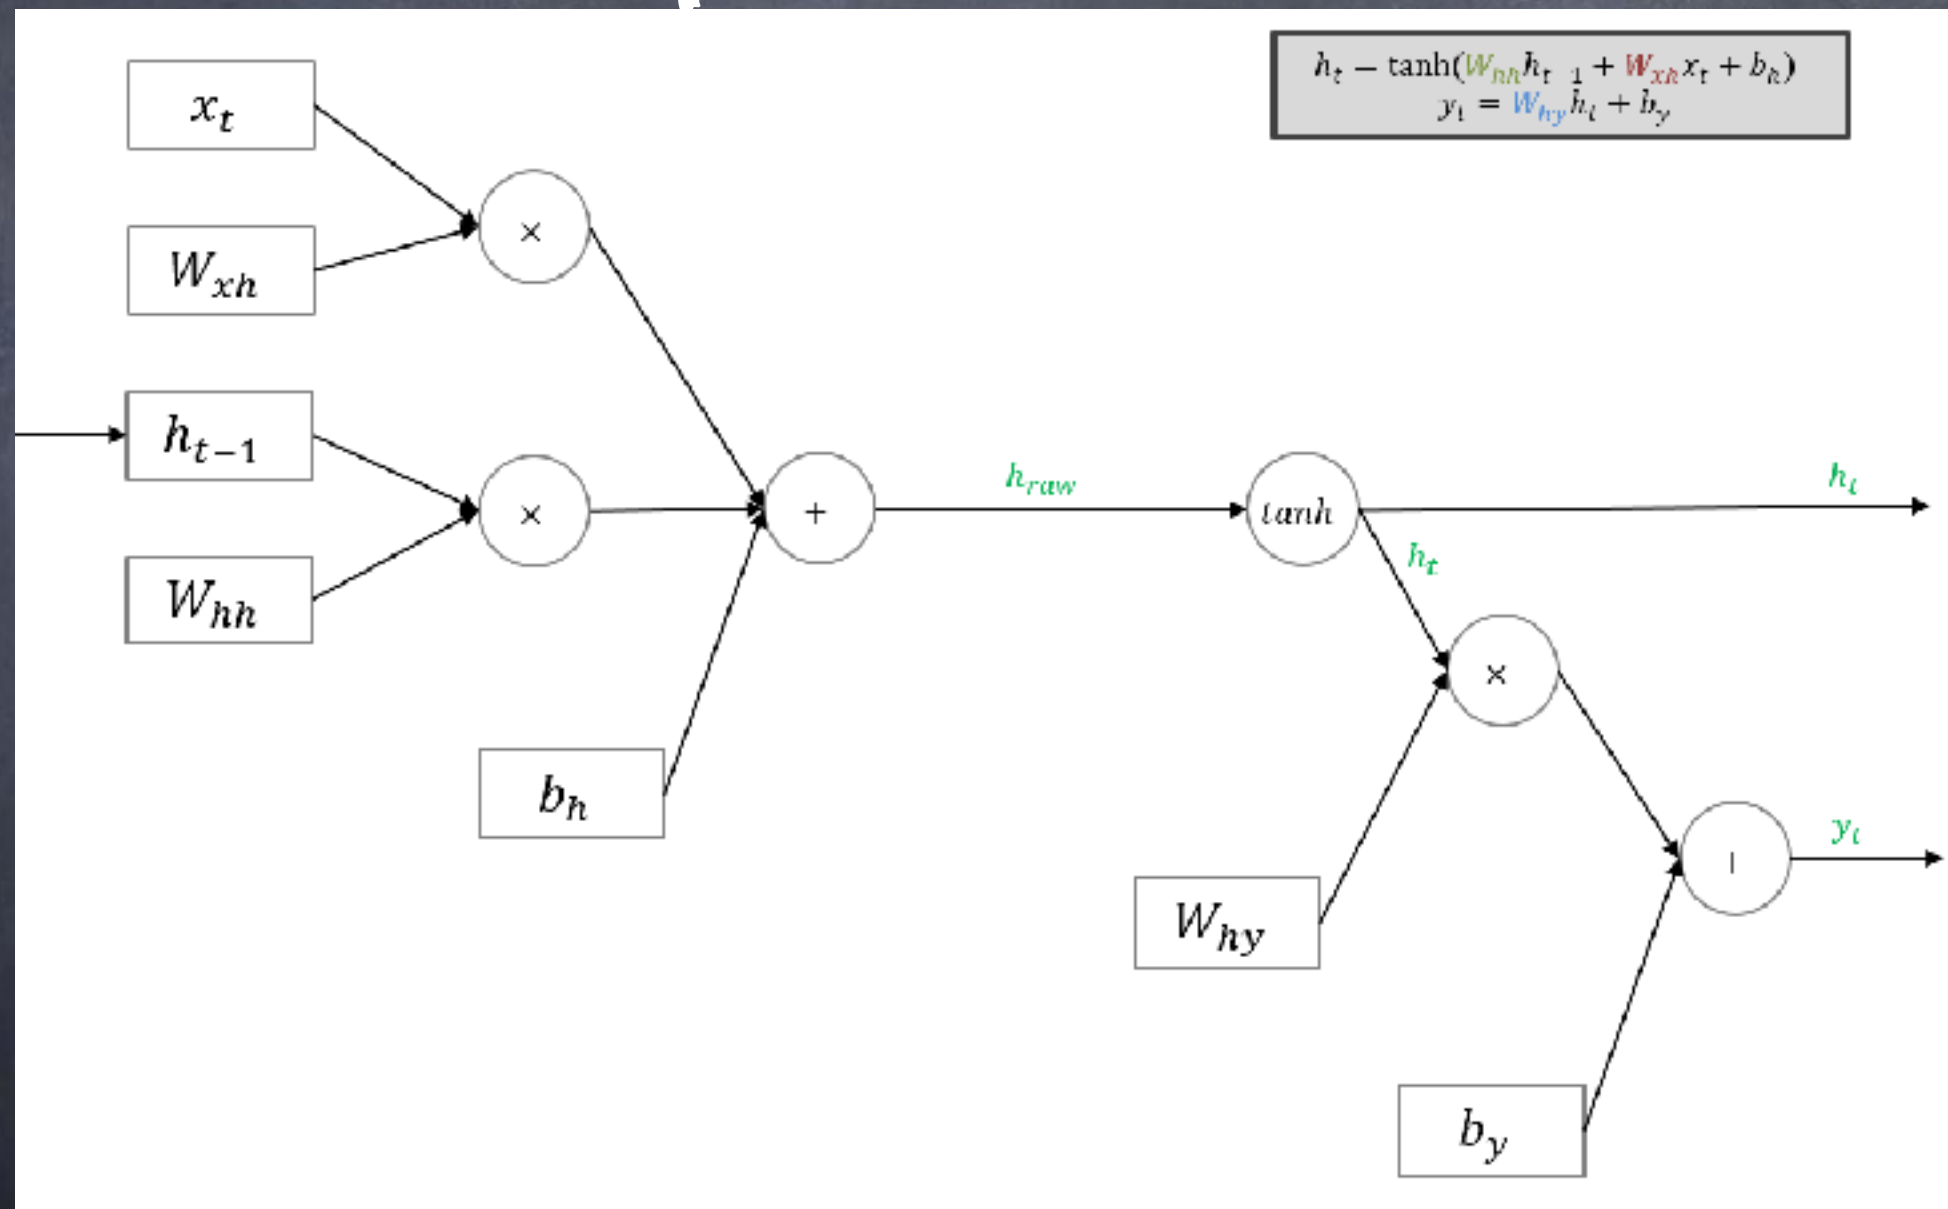 h_t = tanh(W_hh h_t-1 + W_xh x_t + b_h)
y_t = W_hy h_t + b_y
x_t
×
W_xh
h_t-1
×
+
h_raw
tanh
h_t
h_t
W_hh
×
b_h
y_t
W_hy
b_y